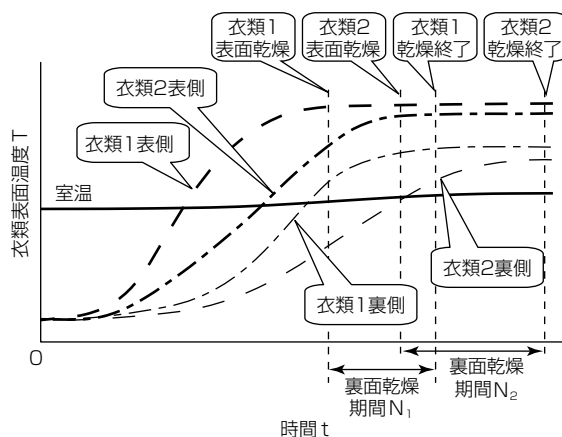 衣類1
表面乾燥
衣類2
表面乾燥
衣類1
乾燥終了
衣類2
乾燥終了
衣類2表側
衣類1表側
室温
衣類表面温度T
衣類2裏側
衣類1裏側
0
裏面乾燥
期間N₁
裏面乾燥
期間N₂
時間t